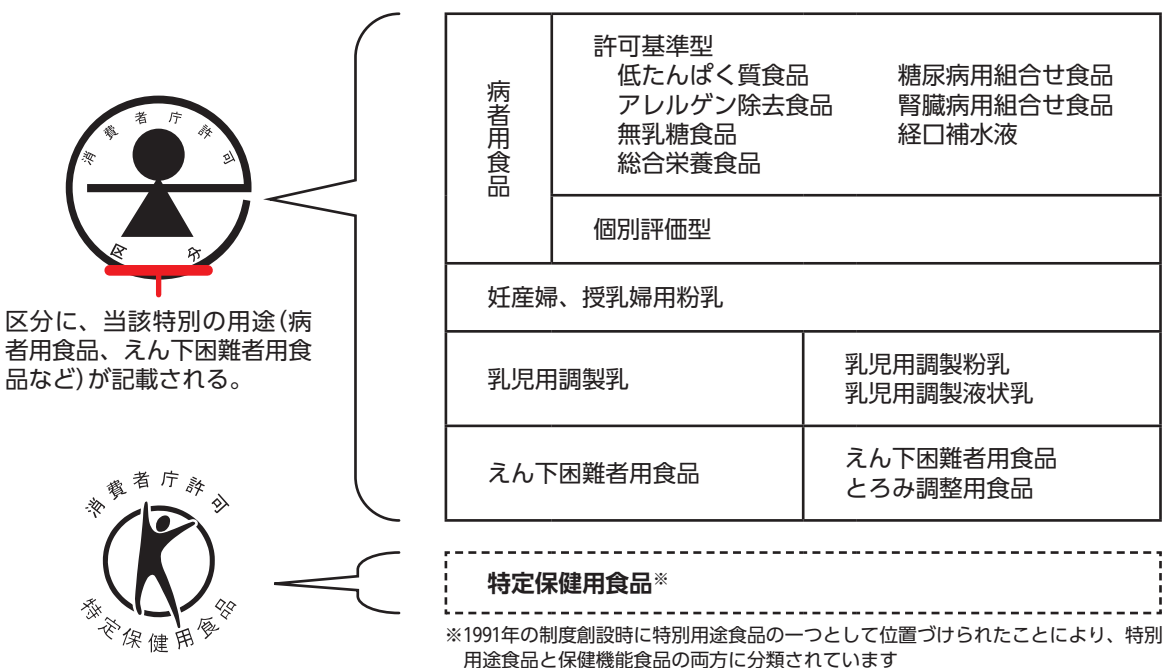 消費者庁許可
区分
区分に、当該特別の用途(病
者用食品、えん下困難者用食
品など)が記載される。
消費者庁許可
特定保健用食品
病者用食品
許可基準型
低たんぱく質食品
アレルゲン除去食品
無乳糖食品
総合栄養食品
糖尿病用組合せ食品
腎臓病用組合せ食品
経口補水液
個別評価型
妊産婦、授乳婦用粉乳
乳児用調製乳
乳児用調製粉乳
乳児用調製液状乳
えん下困難者用食品
えん下困難者用食品
とろみ調整用食品
特定保健用食品※
※1991年の制度創設時に特別用途食品の一つとして位置づけられたことにより、特別
用途食品と保健機能食品の両方に分類されています